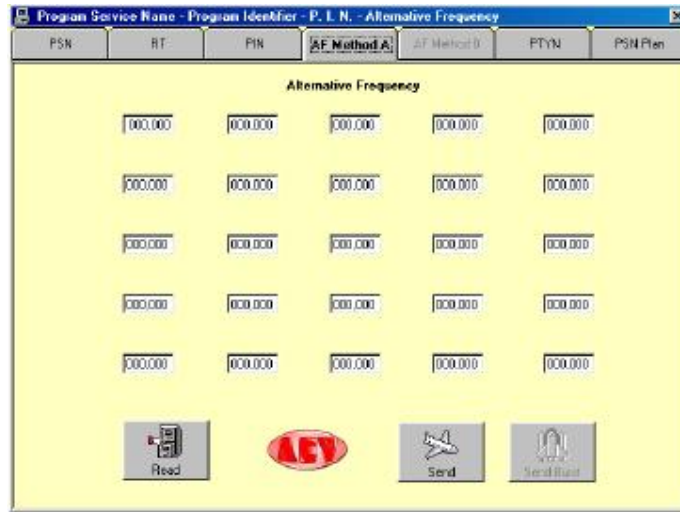 Program Service Name - Program Identifier - P. I. N. - Alternative Frequency
PSN RT PIN AF Method A AF Method B PTYN PSN Plan
Alternative Frequency
000.000 000.000 000.000 000.000 000.000
000.000 000.000 000.000 000.000 000.000
000.000 000.000 000.000 000.000 000.000
000.000 000.000 000.000 000.000 000.000
000.000 000.000 000.000 000.000 000.000
Read AEV Send Send Burst